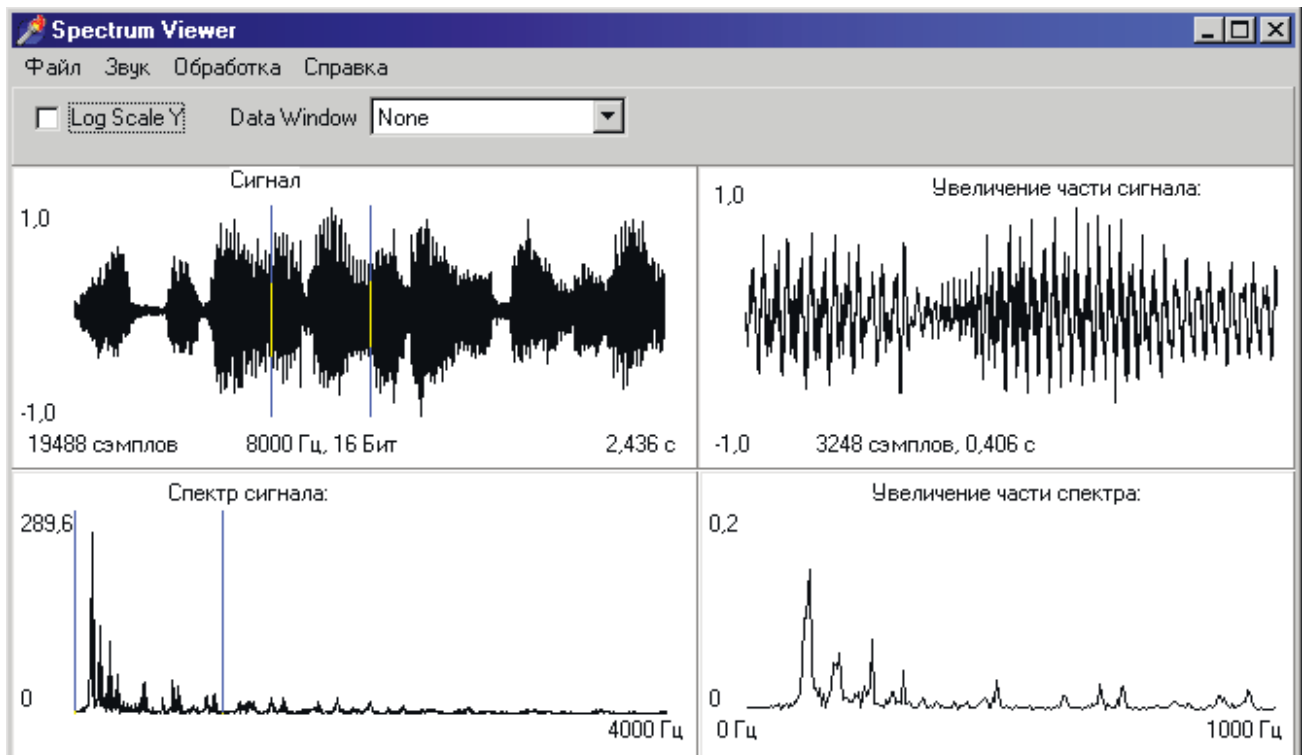 Spectrum Viewer
Файл Звук Обработка Справка
Log Scale Y Data Window None
Сигнал
1,0
-1,0
19488 сэмплов 8000 Гц, 16 Бит 2,436 с
Увеличение части сигнала:
1,0
-1,0 3248 сэмплов, 0,406 с
Спектр сигнала:
289,6
0
4000 Гц
Увеличение части спектра:
0,2
0
0 Гц 1000 Гц